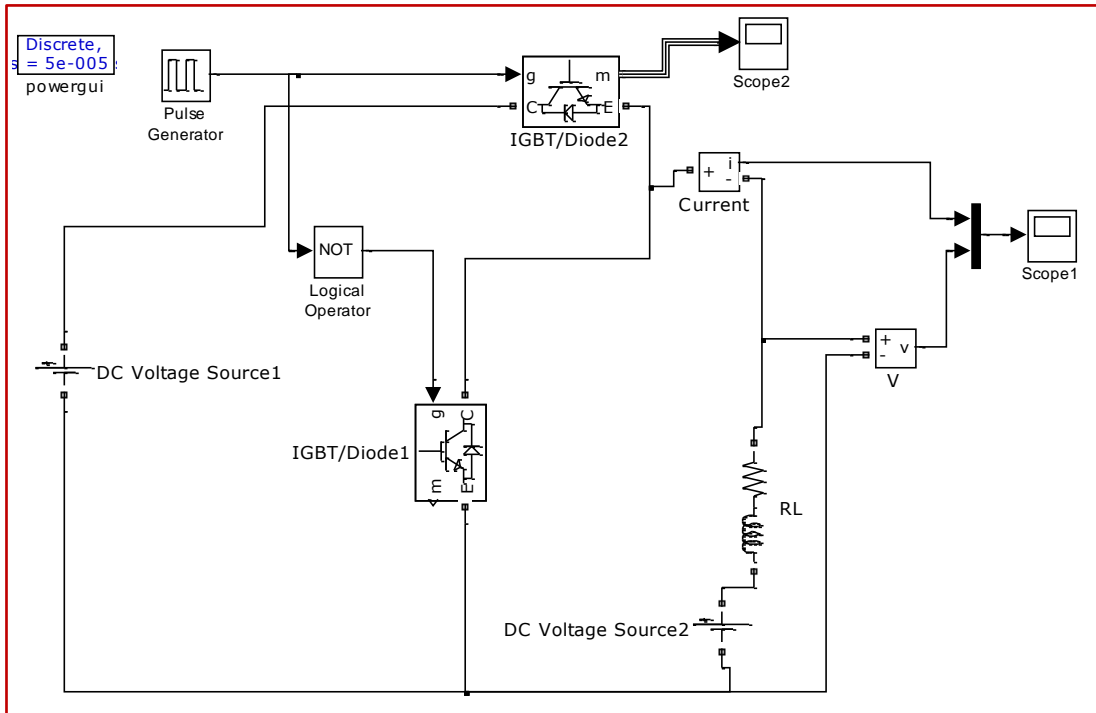 Discrete,
s = 5e-005 s
powergui
Pulse
Generator
g
m
C
E
IGBT/Diode2
Scope2
+
i
-
Current
NOT
Logical
Operator
Scope1
DC Voltage Source1
+
-
v
V
g
C
IGBT/Diode1
m
E
RL
DC Voltage Source2